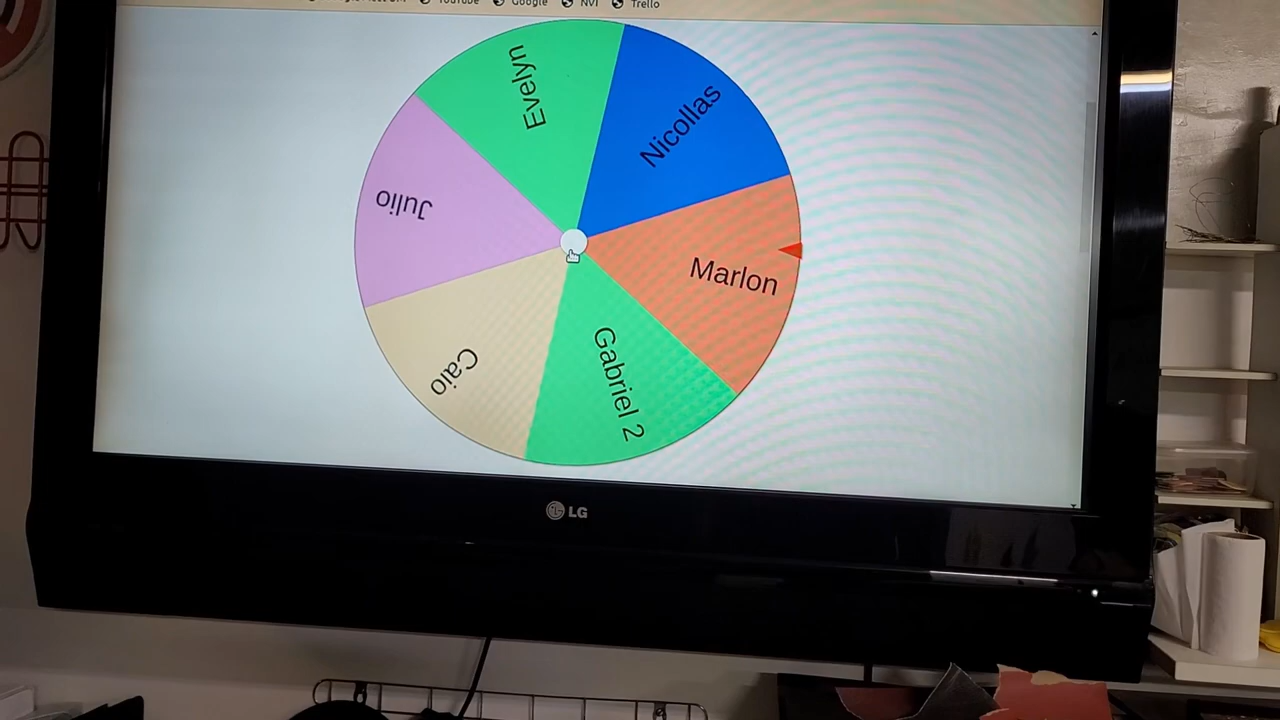 YouTube Google NVI Trello
Evelyn
Nicollas
Julio
Marlon
Gabriel 2
Caio
LG